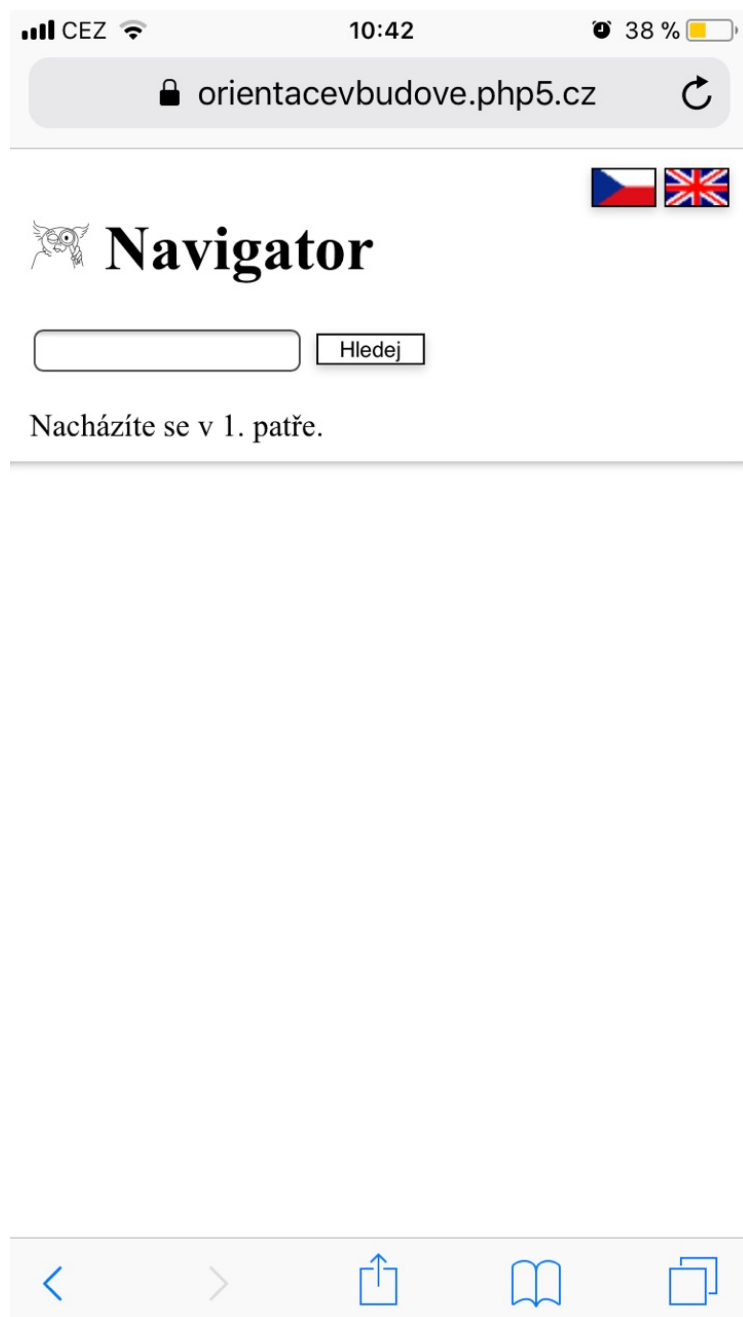 CEZ 10:42 38 %
orientacevbudove.php5.cz
Navigator
Hledej
Nacházíte se v 1. patře.